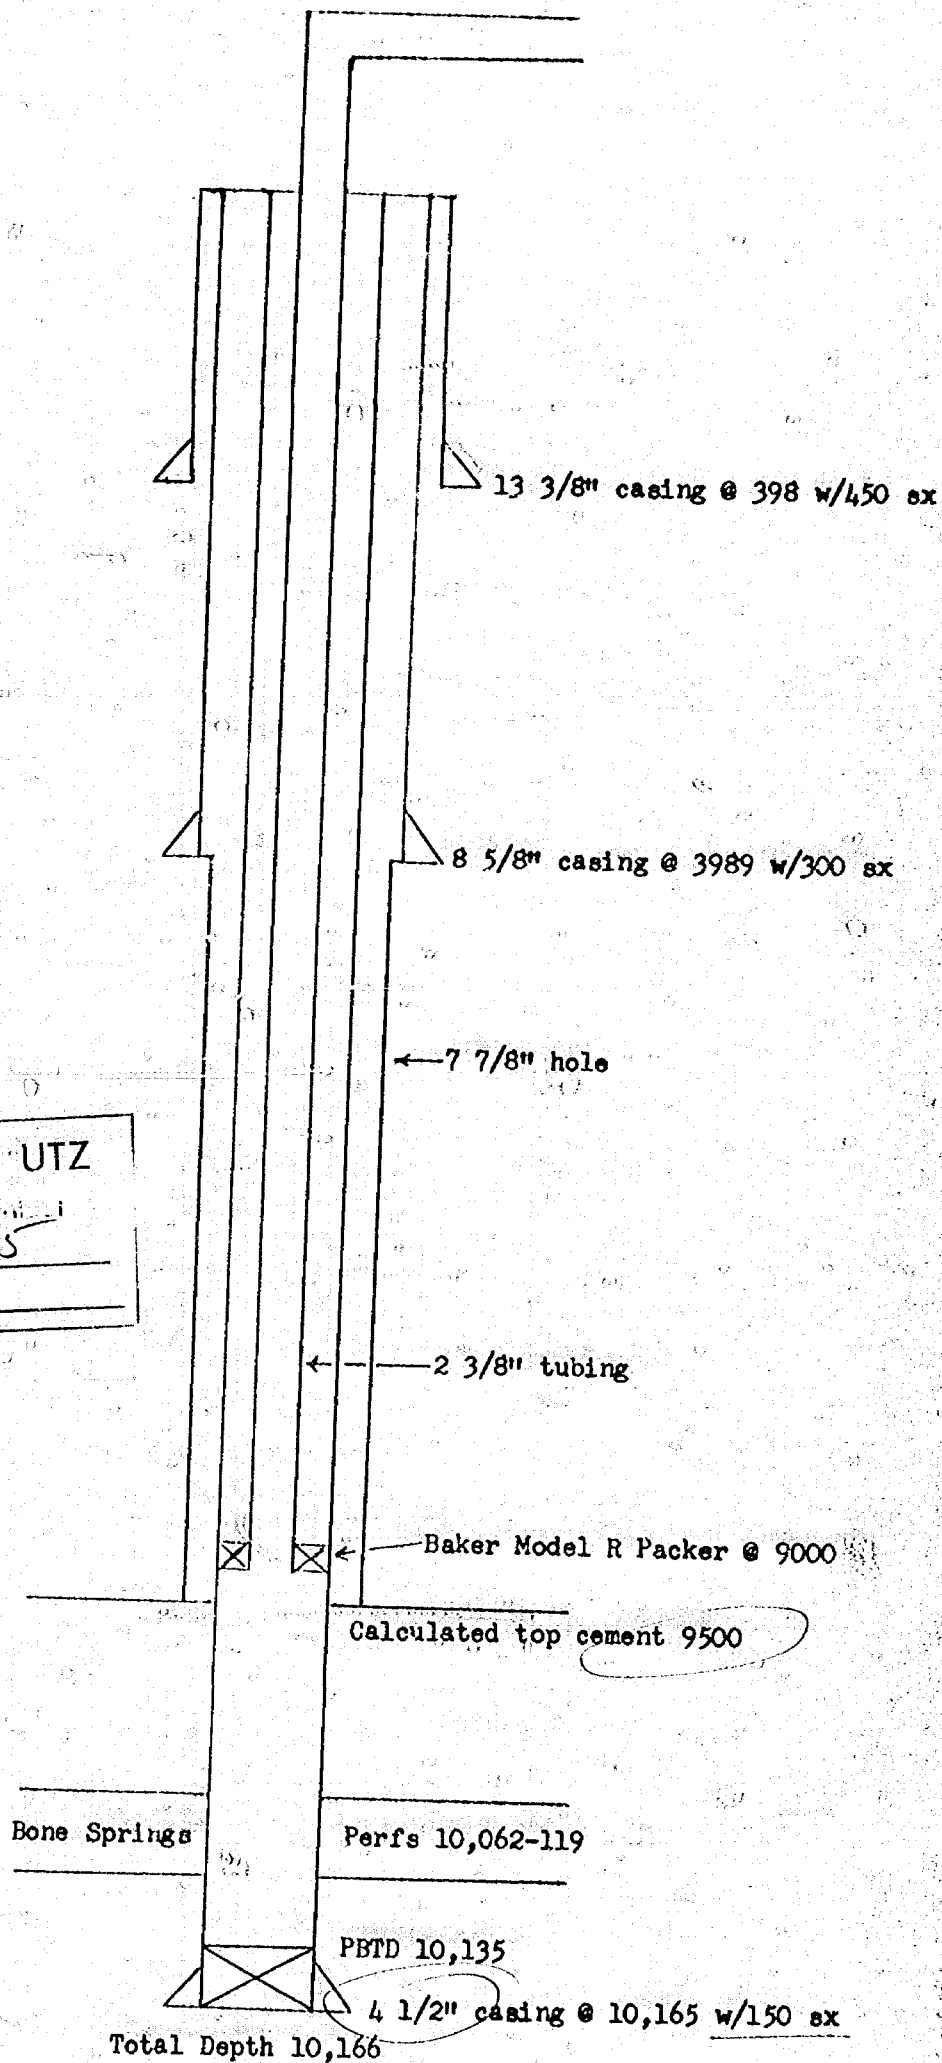 13 3/8" casing @ 398 w/450 sx
8 5/8" casing @ 3989 w/300 sx
7 7/8" hole
UTZ
2 3/8" tubing
Baker Model R Packer @ 9000
Calculated top cement 9500
Bone Springs
Perfs 10,062-119
PBTD 10,135
4 1/2" casing @ 10,165 w/150 sx
Total Depth 10,166